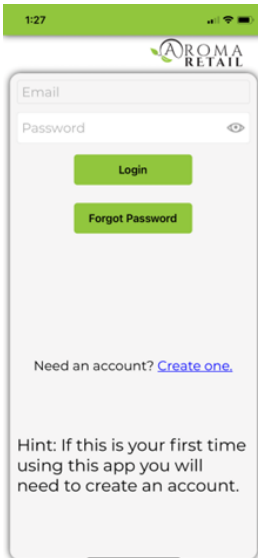 1:27
AROMA
RETAIL
Email
Password
Login
Forgot Password
Need an account? Create one.
Hint: If this is your first time
using this app you will
need to create an account.